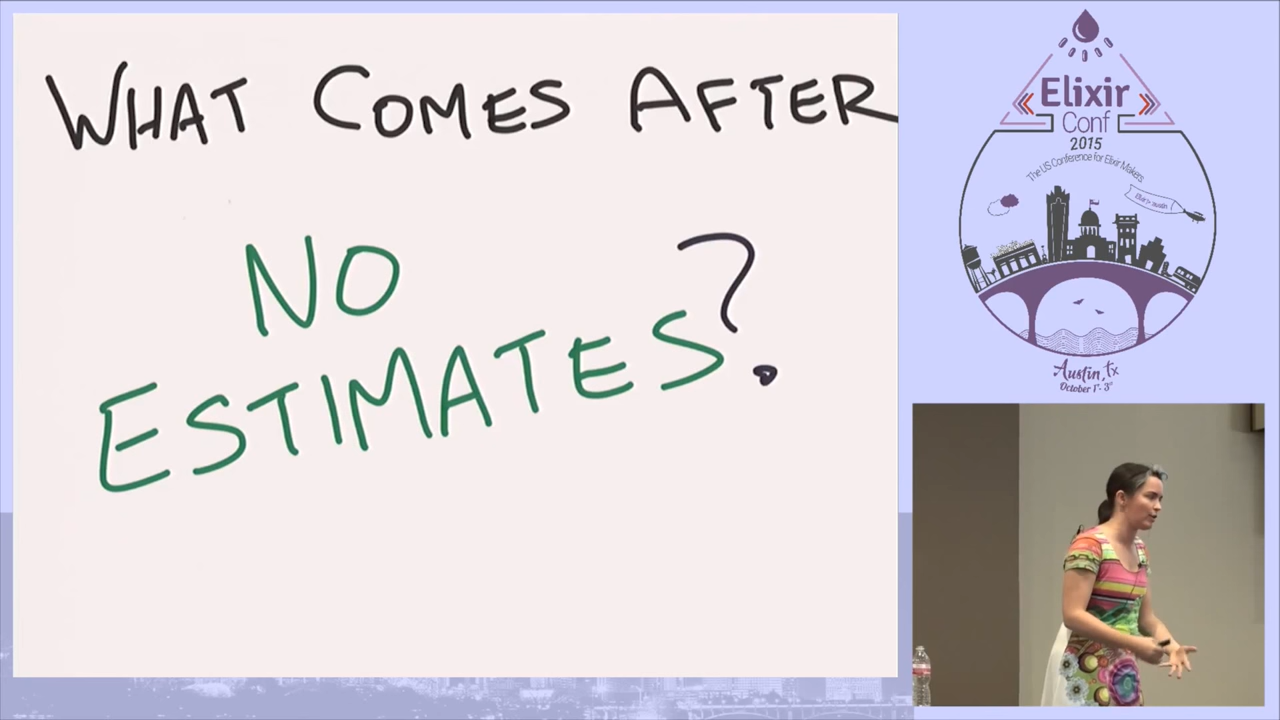 WHAT COMES AFTER
NO
ESTIMATES?
Elixir
Conf
2015
The US Conference for Elixir Makers
Austin, TX
October 1st - 3rd